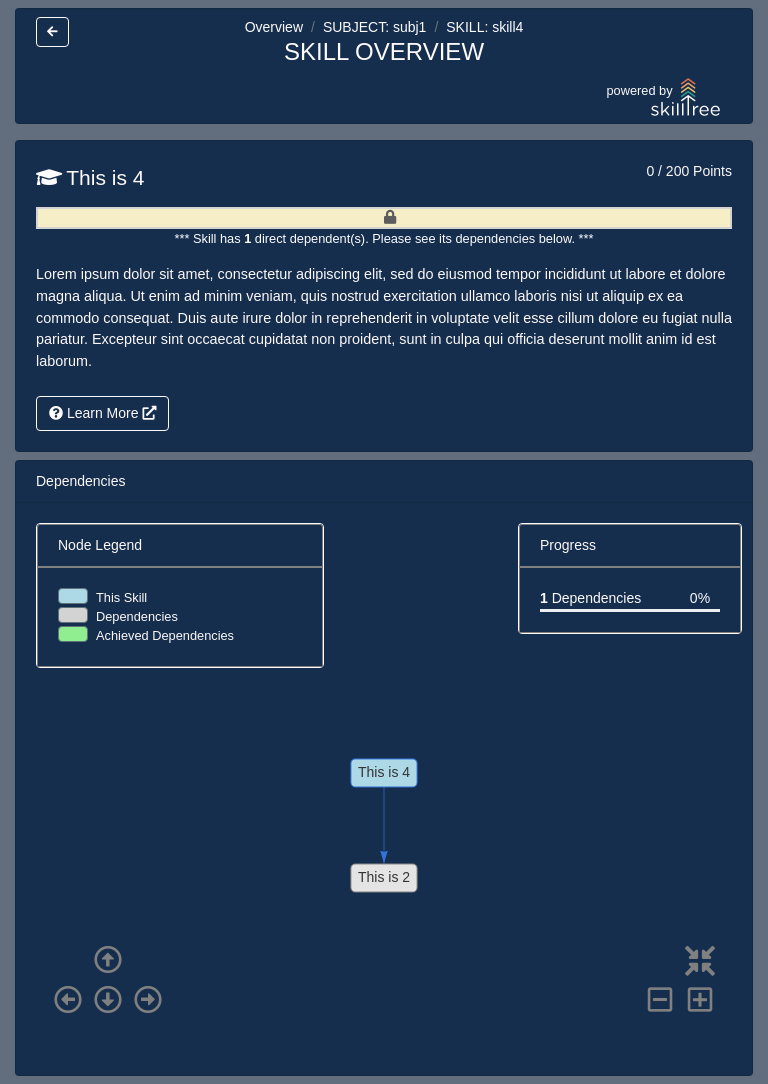 Overview / SUBJECT: subj1 / SKILL: skill4
SKILL OVERVIEW
powered by
skilltree
This is 4
0 / 200 Points
*** Skill has 1 direct dependent(s). Please see its dependencies below. ***
Lorem ipsum dolor sit amet, consectetur adipiscing elit, sed do eiusmod tempor incididunt ut labore et dolore
magna aliqua. Ut enim ad minim veniam, quis nostrud exercitation ullamco laboris nisi ut aliquip ex ea
commodo consequat. Duis aute irure dolor in reprehenderit in voluptate velit esse cillum dolore eu fugiat nulla
pariatur. Excepteur sint occaecat cupidatat non proident, sunt in culpa qui officia deserunt mollit anim id est
laborum.
Learn More
Dependencies
Node Legend
This Skill
Dependencies
Achieved Dependencies
Progress
1 Dependencies 0%
This is 4
This is 2